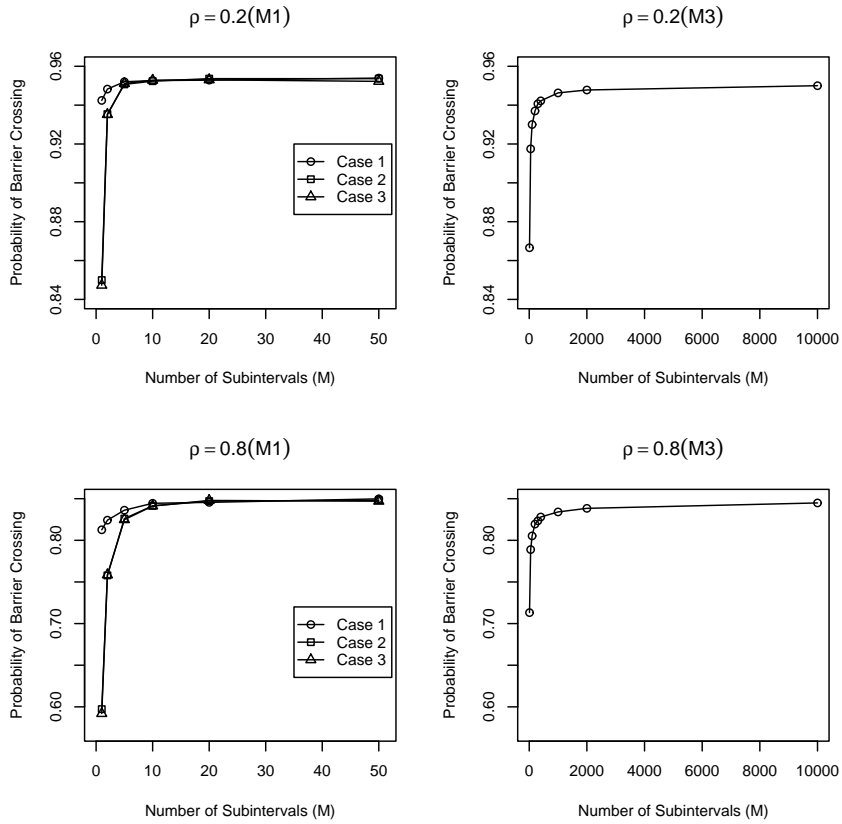 ρ = 0.2(M1)
Probability of Barrier Crossing
0.96
0.92
0.88
0.84
Case 1
Case 2
Case 3
0 10 20 30 40 50
Number of Subintervals (M)
ρ = 0.2(M3)
Probability of Barrier Crossing
0.96
0.92
0.88
0.84
0 2000 4000 6000 8000 10000
Number of Subintervals (M)
ρ = 0.8(M1)
Probability of Barrier Crossing
0.80
0.70
0.60
Case 1
Case 2
Case 3
0 10 20 30 40 50
Number of Subintervals (M)
ρ = 0.8(M3)
Probability of Barrier Crossing
0.80
0.70
0.60
0 2000 4000 6000 8000 10000
Number of Subintervals (M)